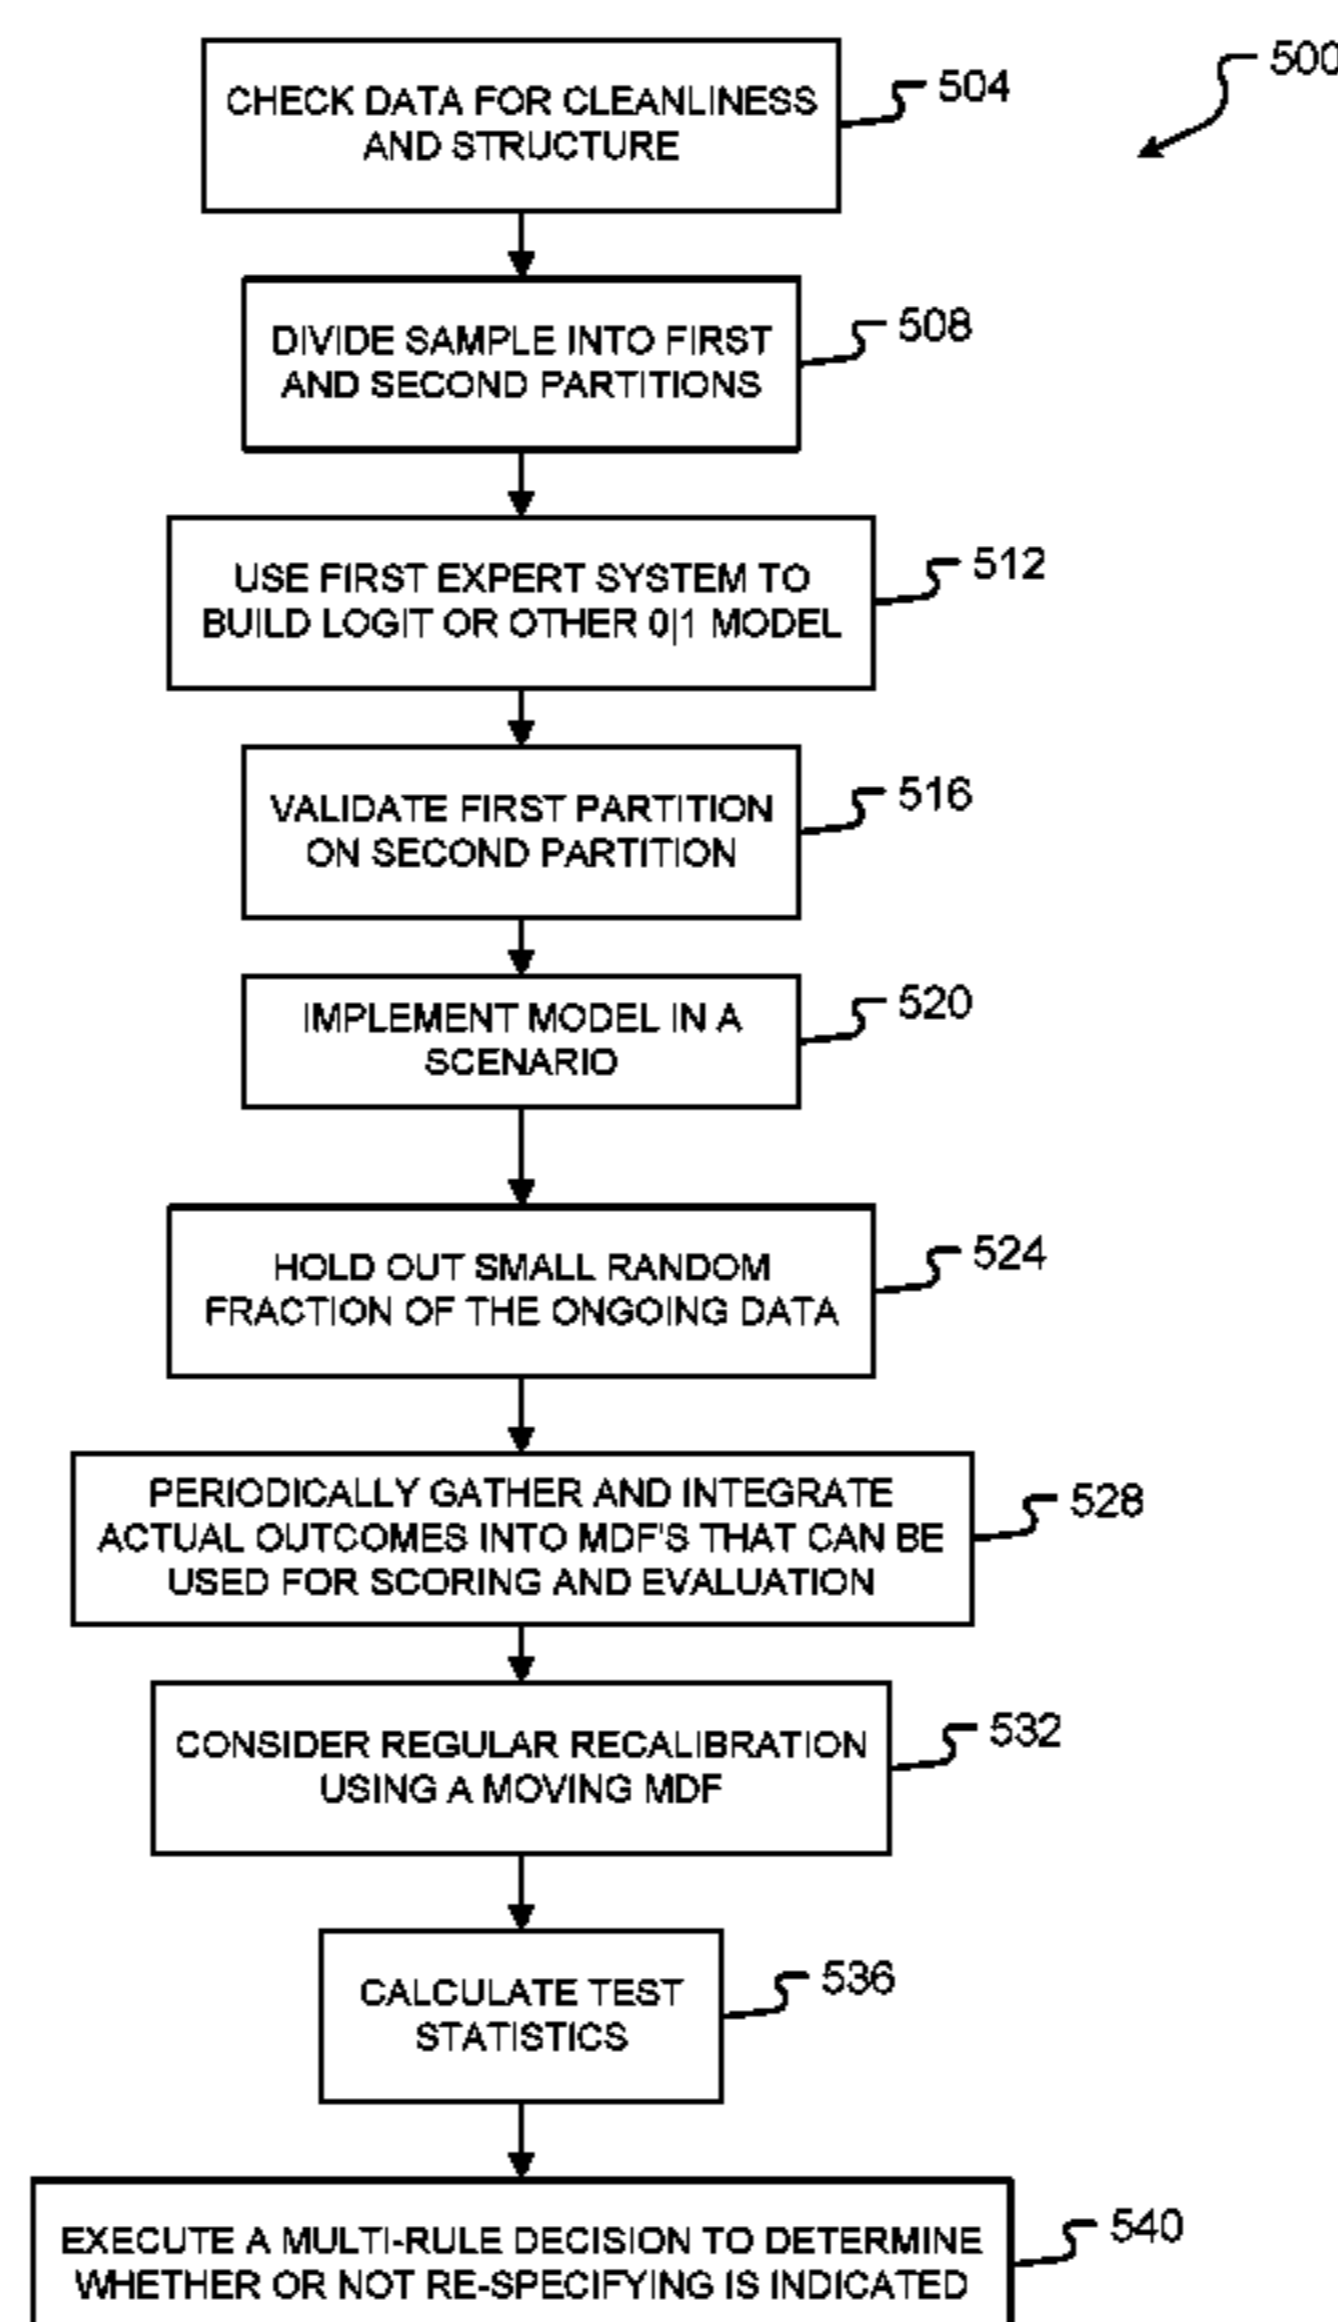 500
CHECK DATA FOR CLEANLINESS
AND STRUCTURE
504
DIVIDE SAMPLE INTO FIRST
AND SECOND PARTITIONS
508
USE FIRST EXPERT SYSTEM TO
BUILD LOGIT OR OTHER 0|1 MODEL
512
VALIDATE FIRST PARTITION
ON SECOND PARTITION
516
IMPLEMENT MODEL IN A
SCENARIO
520
HOLD OUT SMALL RANDOM
FRACTION OF THE ONGOING DATA
524
PERIODICALLY GATHER AND INTEGRATE
ACTUAL OUTCOMES INTO MDF'S THAT CAN BE
USED FOR SCORING AND EVALUATION
528
CONSIDER REGULAR RECALIBRATION
USING A MOVING MDF
532
CALCULATE TEST
STATISTICS
536
EXECUTE A MULTI-RULE DECISION TO DETERMINE
WHETHER OR NOT RE-SPECIFYING IS INDICATED
540